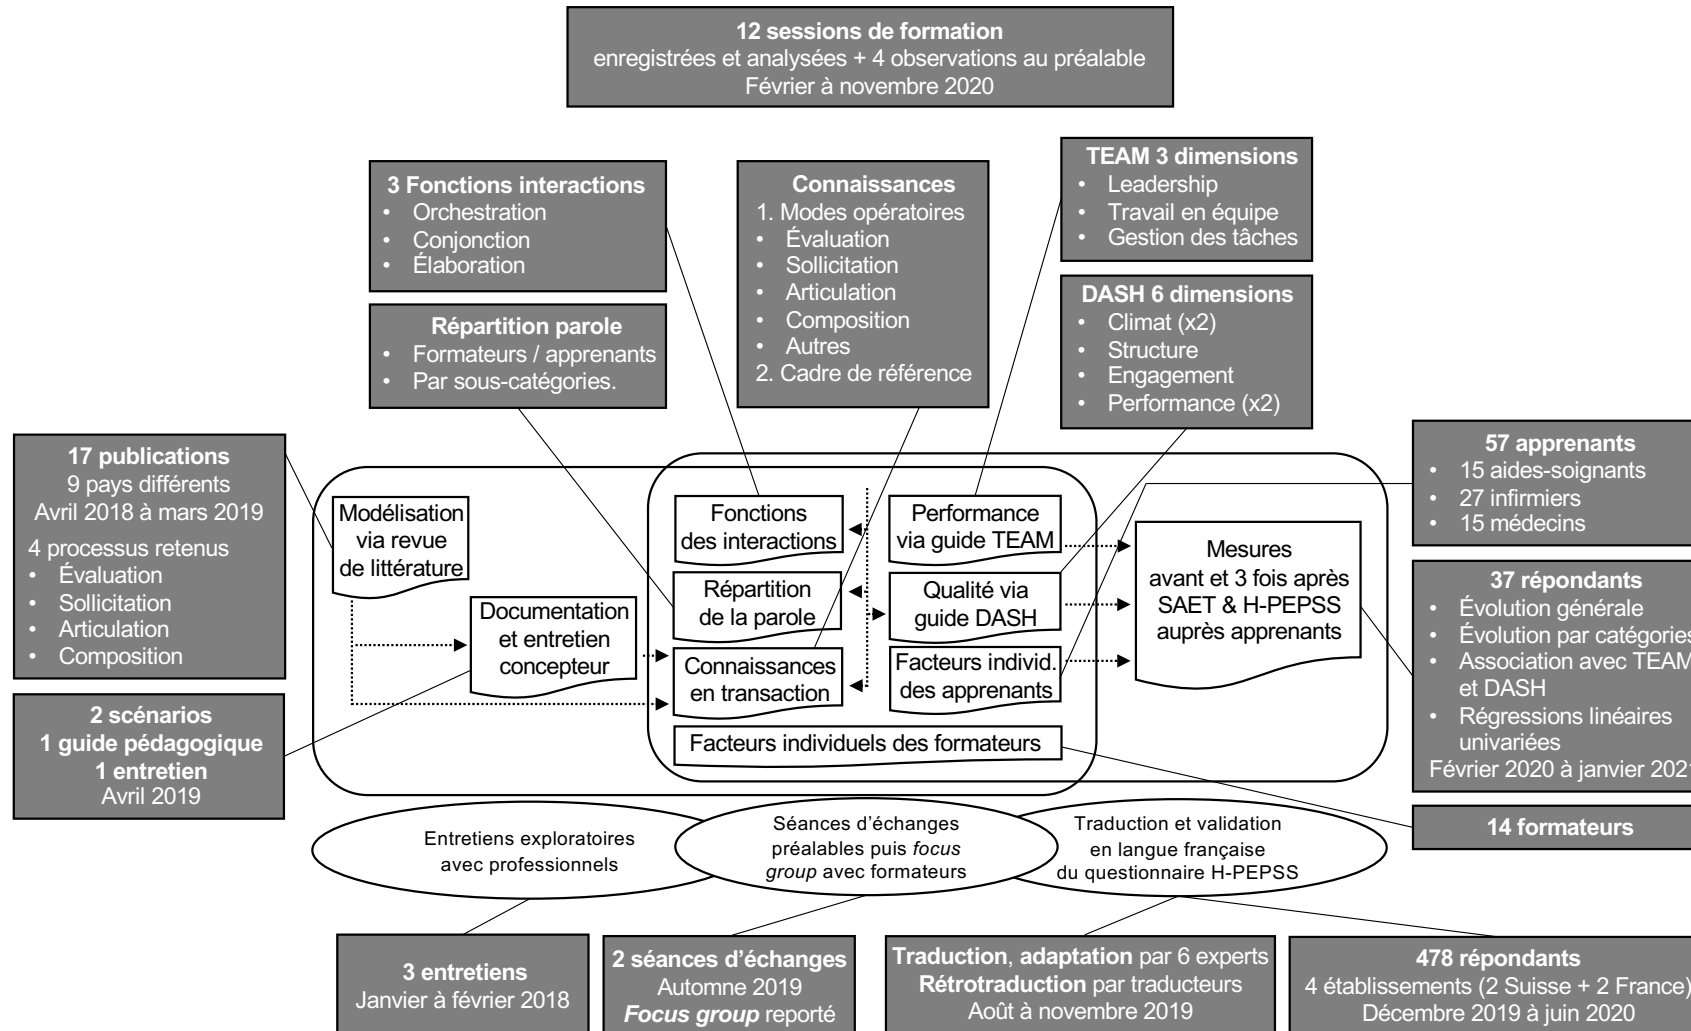 12 sessions de formation
enregistrées et analysées + 4 observations au préalable
Février à novembre 2020
3 Fonctions interactions
• Orchestration
• Conjonction
• Élaboration
Répartition parole
• Formateurs / apprenants
• Par sous-catégories.
Connaissances
1. Modes opératoires
• Évaluation
• Sollicitation
• Articulation
• Composition
• Autres
2. Cadre de référence
TEAM 3 dimensions
• Leadership
• Travail en équipe
• Gestion des tâches
DASH 6 dimensions
• Climat (x2)
• Structure
• Engagement
• Performance (x2)
17 publications
9 pays différents
Avril 2018 à mars 2019
4 processus retenus
• Évaluation
• Sollicitation
• Articulation
• Composition
2 scénarios
1 guide pédagogique
1 entretien
Avril 2019
Modélisation
via revue
de littérature
Documentation
et entretien
concepteur
Fonctions
des interactions
Répartition
de la parole
Connaissances
en transaction
Performance
via guide TEAM
Qualité via
guide DASH
Facteurs individ.
des apprenants
Facteurs individuels des formateurs
Mesures
avant et 3 fois après
SAET & H-PEPSS
auprès apprenants
57 apprenants
• 15 aides-soignants
• 27 infirmiers
• 15 médecins
37 répondants
• Évolution générale
• Évolution par catégories
• Association avec TEAM
et DASH
• Régressions linéaires
univariées
Février 2020 à janvier 2021
14 formateurs
Entretiens exploratoires
avec professionnels
Séances d'échanges
préalables puis focus
group avec formateurs
Traduction et validation
en langue française
du questionnaire H-PEPSS
3 entretiens
Janvier à février 2018
2 séances d'échanges
Automne 2019
Focus group reporté
Traduction, adaptation par 6 experts
Rétrotraduction par traducteurs
Août à novembre 2019
478 répondants
4 établissements (2 Suisse + 2 France)
Décembre 2019 à juin 2020